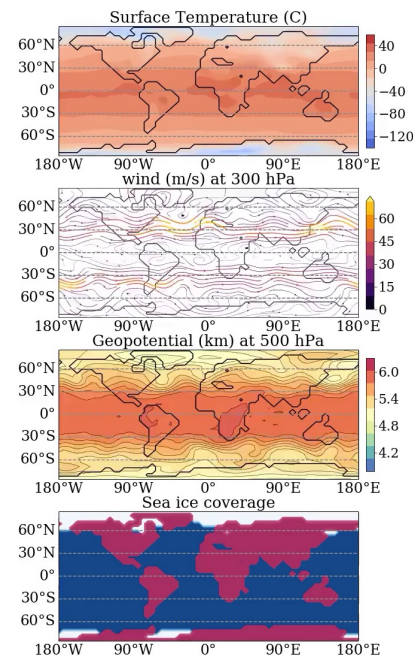 Surface Temperature (C)
60°N
30°N
0°
30°S
60°S
180°W 90°W 0° 90°E 180°E
40
0
−40
−80
−120
wind (m/s) at 300 hPa
60°N
30°N
0°
30°S
60°S
180°W 90°W 0° 90°E 180°E
60
45
30
15
0
Geopotential (km) at 500 hPa
60°N
30°N
0°
30°S
60°S
180°W 90°W 0° 90°E 180°E
6.0
5.4
4.8
4.2
Sea ice coverage
60°N
30°N
0°
30°S
60°S
180°W 90°W 0° 90°E 180°E